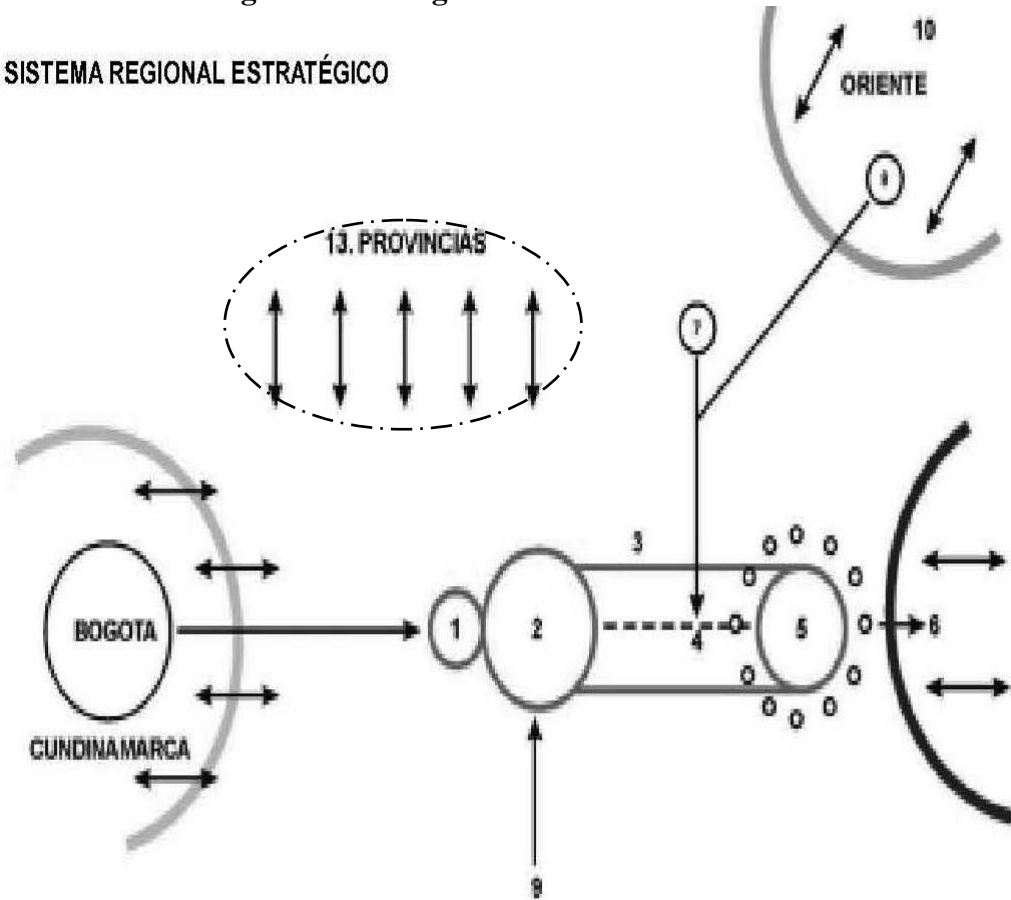 SISTEMA REGIONAL ESTRATÉGICO
10
ORIENTE
13. PROVINCIAS
7
3
BOGOTA
1
2
4
5
6
CUNDINAMARCA
9